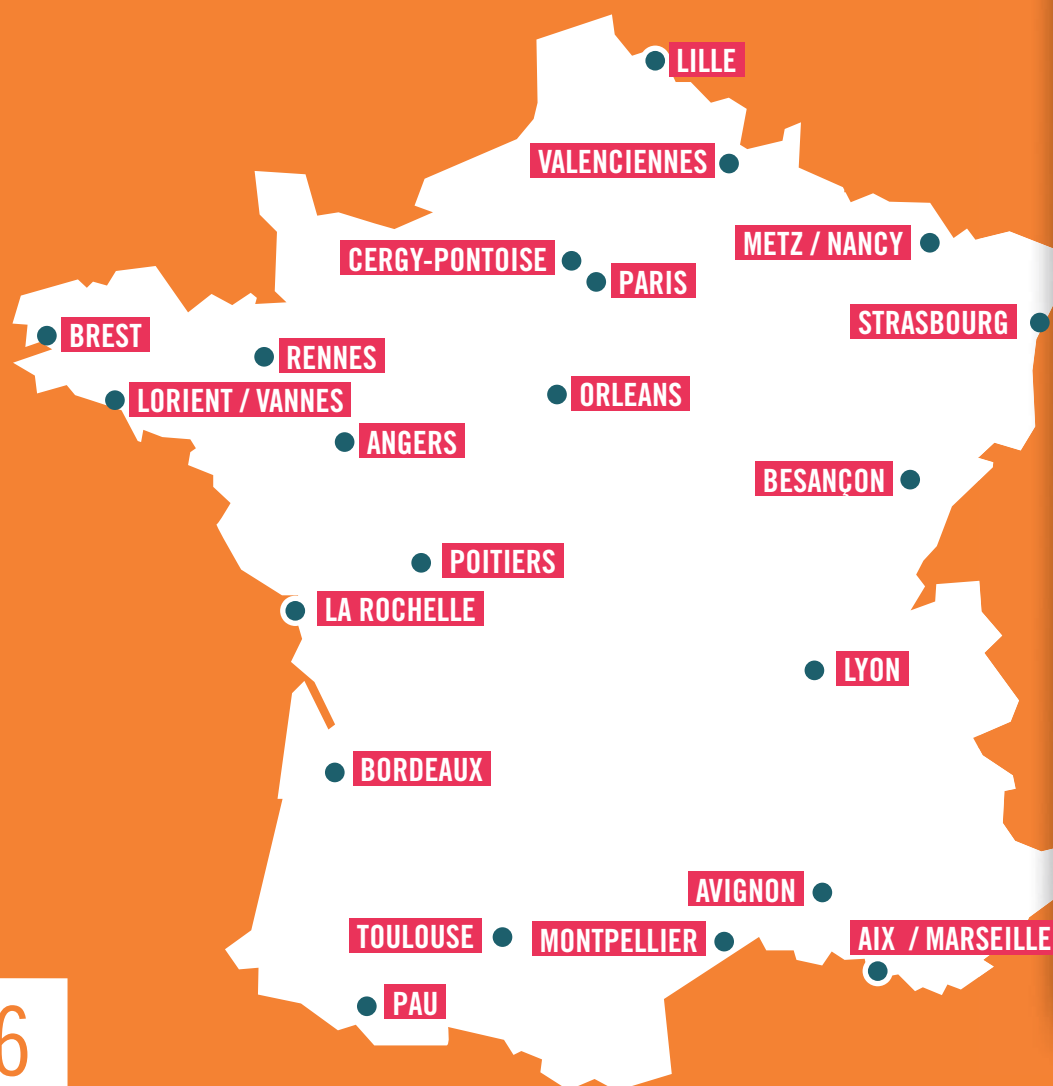 LILLE
VALENCIENNES
METZ / NANCY
CERGY-PONTOISE
PARIS
STRASBOURG
BREST
RENNES
ORLEANS
LORIENT / VANNES
ANGERS
BESANÇON
POITIERS
LA ROCHELLE
LYON
BORDEAUX
AVIGNON
TOULOUSE
MONTPELLIER
AIX / MARSEILLE
PAU
6